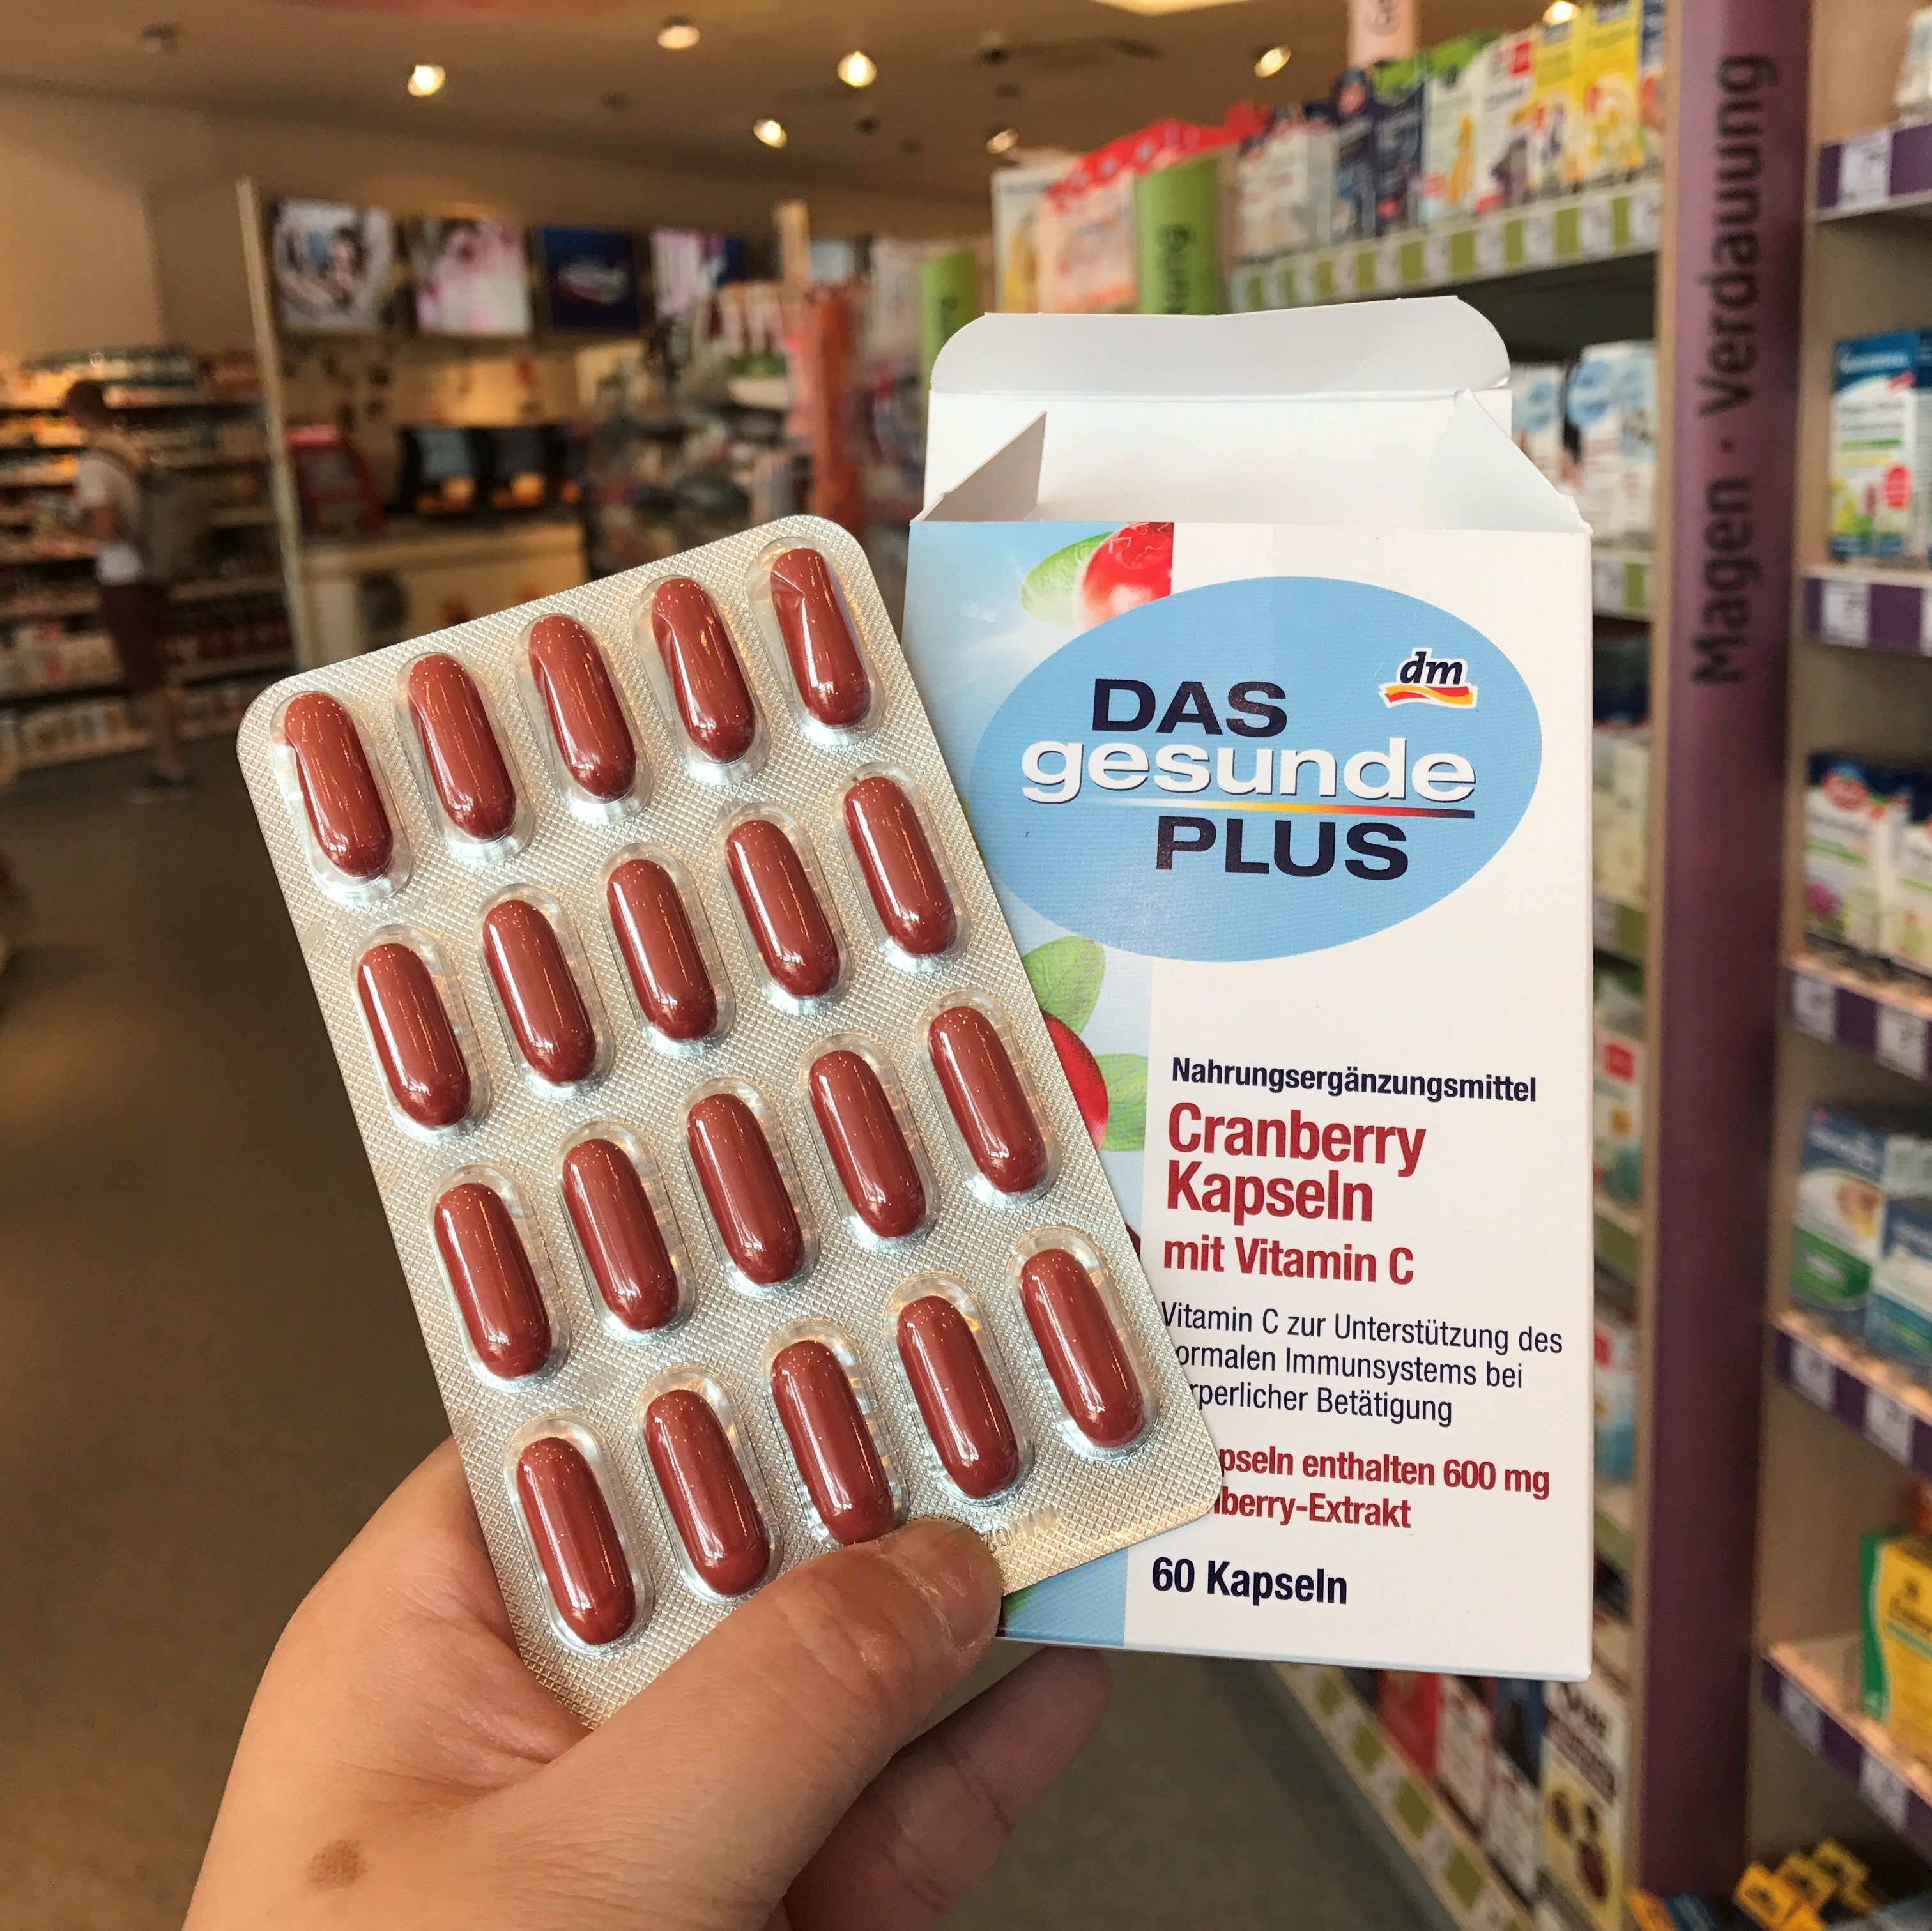 dm
DAS
gesunde
PLUS
Nahrungsergänzungsmittel
Cranberry
Kapseln
mit Vitamin C
Vitamin C zur Unterstützung des
ormalen Immunsystems bei
rperlicher Betätigung
pseln enthalten 600 mg
berry-Extrakt
60 Kapseln
Magen · Verdauung